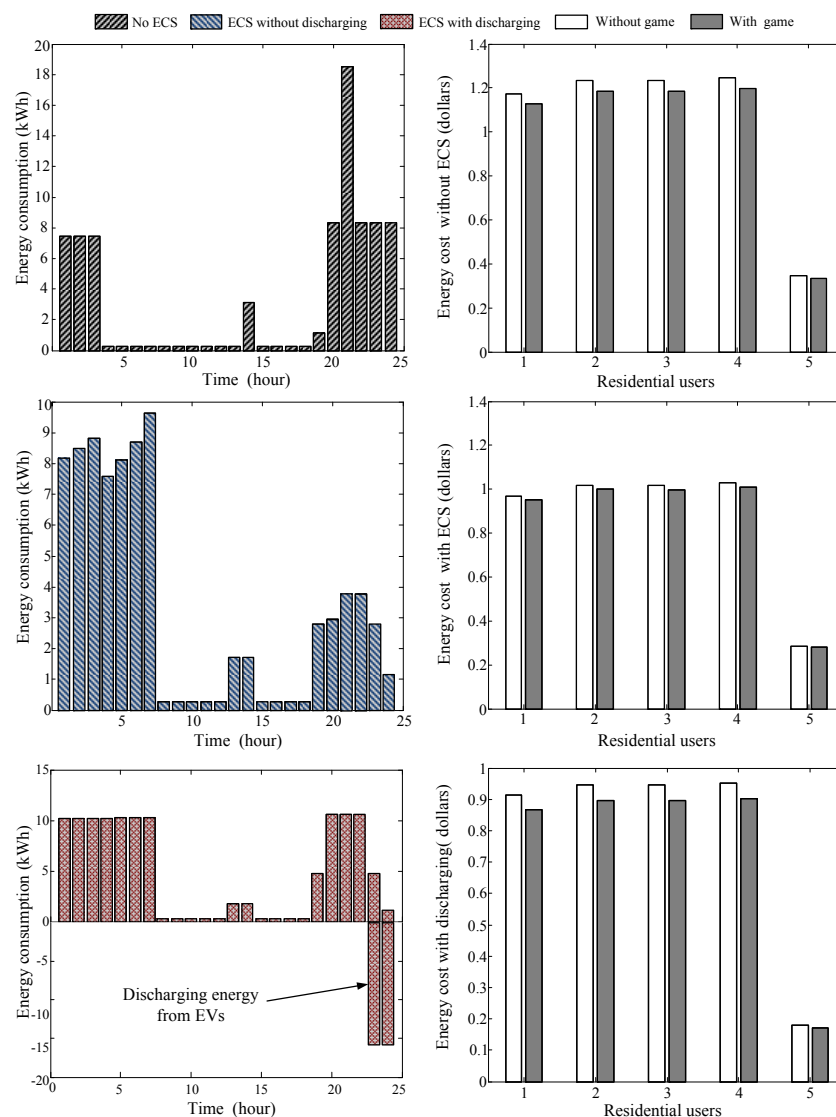 No ECS ECS without discharging ECS with discharging Without game With game
20
18
16
14
12
10
8
6
4
2
0
5 10 15 20 25
Energy consumption (kWh)
Time (hour)
1.4
1.2
1
0.8
0.6
0.4
0.2
0
1 2 3 4 5
Energy cost without ECS (dollars)
Residential users
10
9
8
7
6
5
4
3
2
1
0
5 10 15 20 25
Energy consumption (kWh)
Time (hour)
1.4
1.2
1
0.8
0.6
0.4
0.2
0
1 2 3 4 5
Energy cost with ECS (dollars)
Residential users
15
10
5
0
-5
-10
-15
-20
0 5 10 15 20 25
Energy consumption (kWh)
Discharging energy
from EVs
Time (hour)
1
0.9
0.8
0.7
0.6
0.5
0.4
0.3
0.2
0.1
0
1 2 3 4 5
Energy cost with discharging( dollars)
Residential users